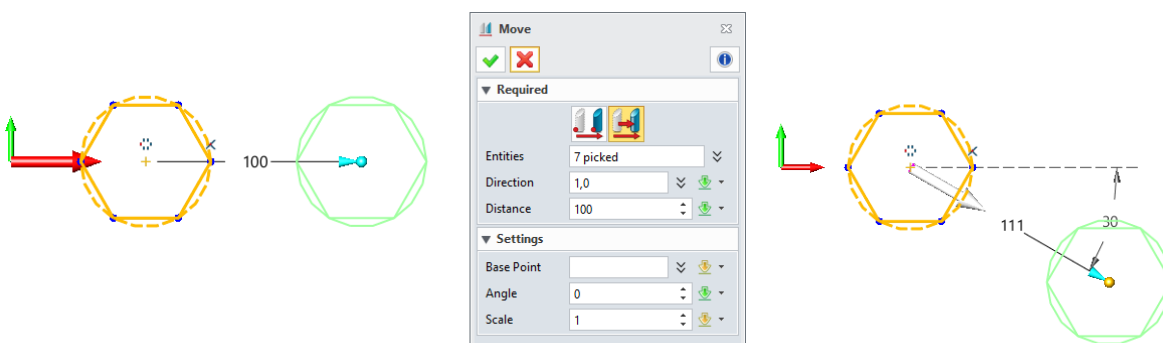 100
Move
Required
Entities 7 picked
Direction 1,0
Distance 100
Settings
Base Point
Angle 0
Scale 1
111
30